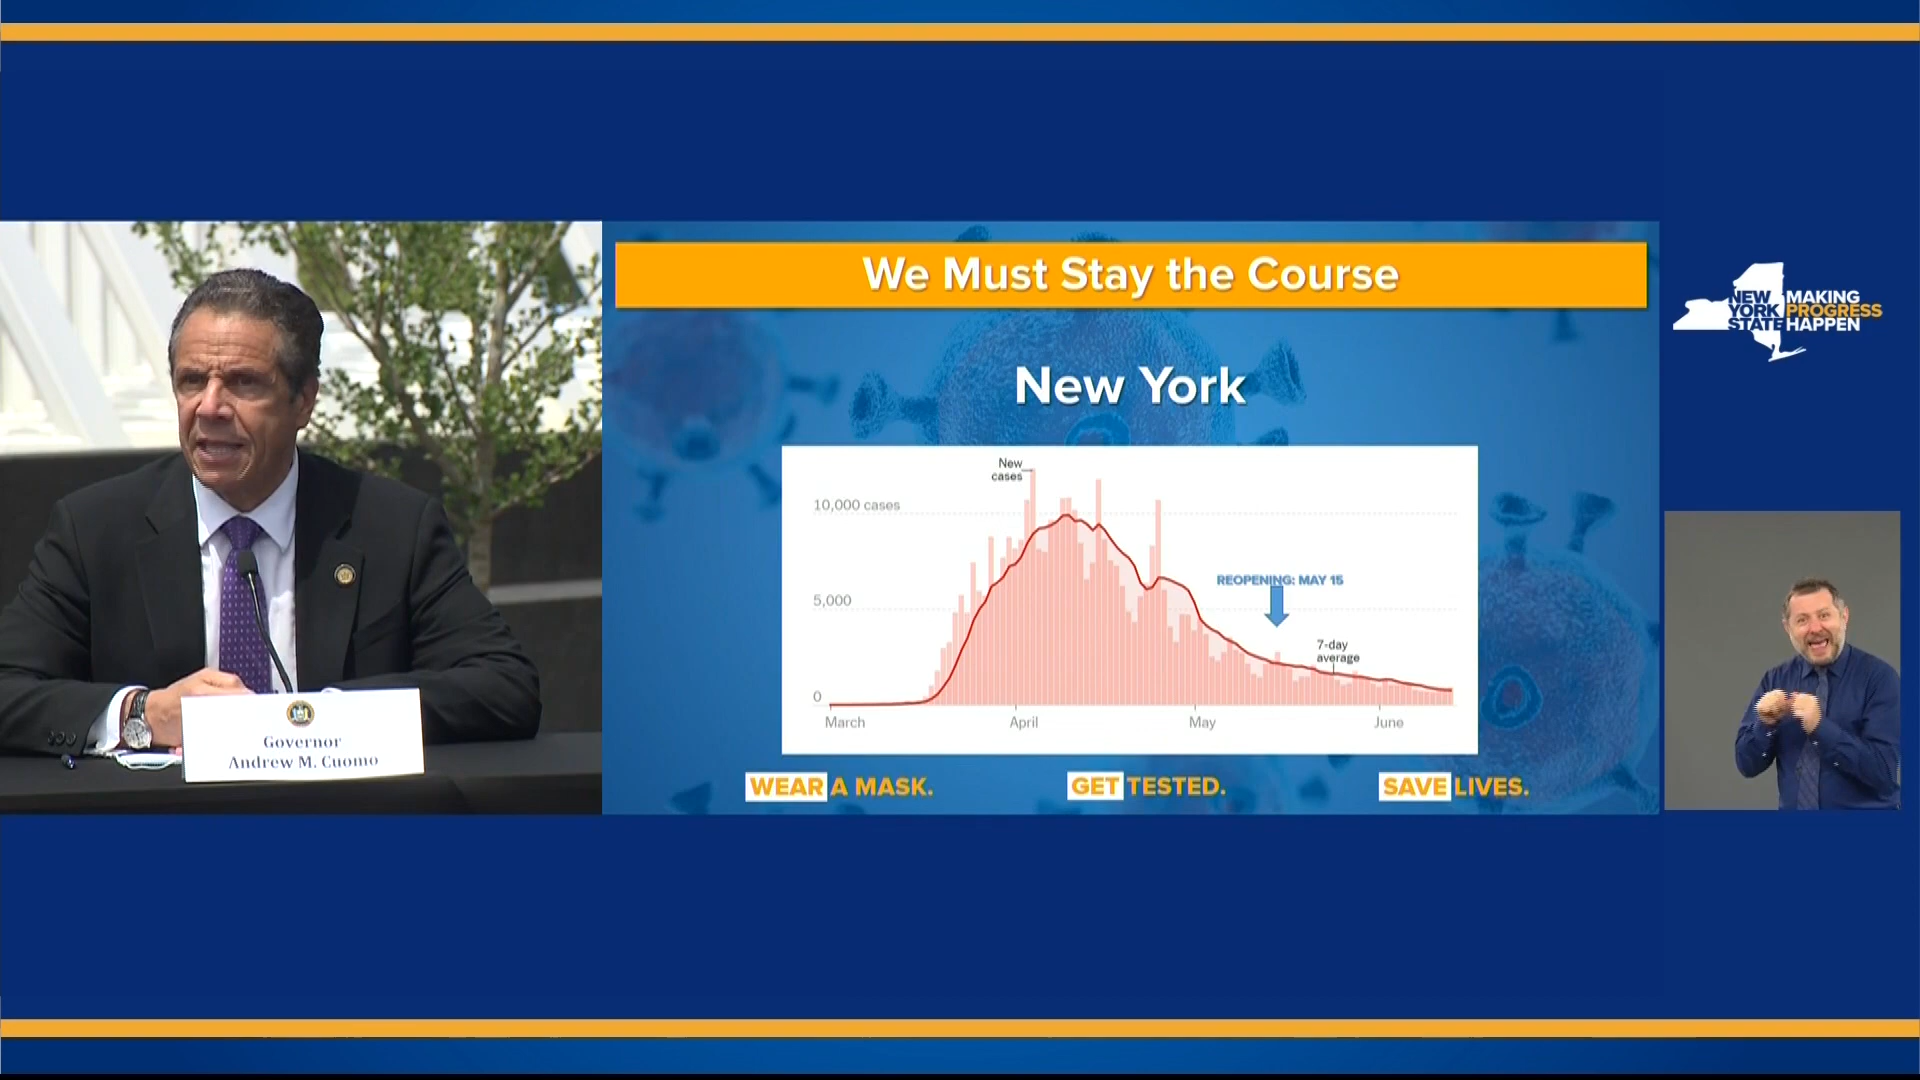 We Must Stay the Course
New York
New
cases
10,000 cases
5,000
0
REOPENING: MAY 15
7-day
average
March
April
May
June
WEAR A MASK.
GET TESTED.
SAVE LIVES.
Governor
Andrew M. Cuomo
NEW
YORK
STATE
MAKING
PROGRESS
HAPPEN